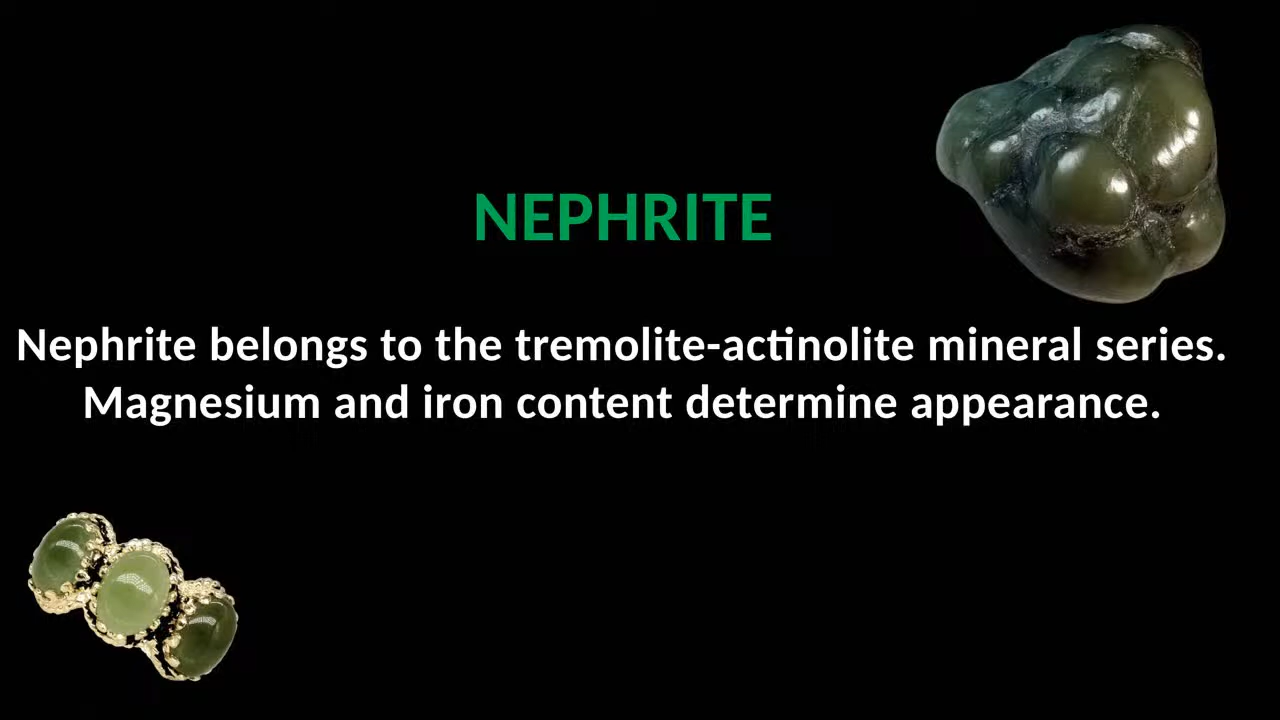 NEPHRITE
Nephrite belongs to the tremolite-actinolite mineral series.
Magnesium and iron content determine appearance.